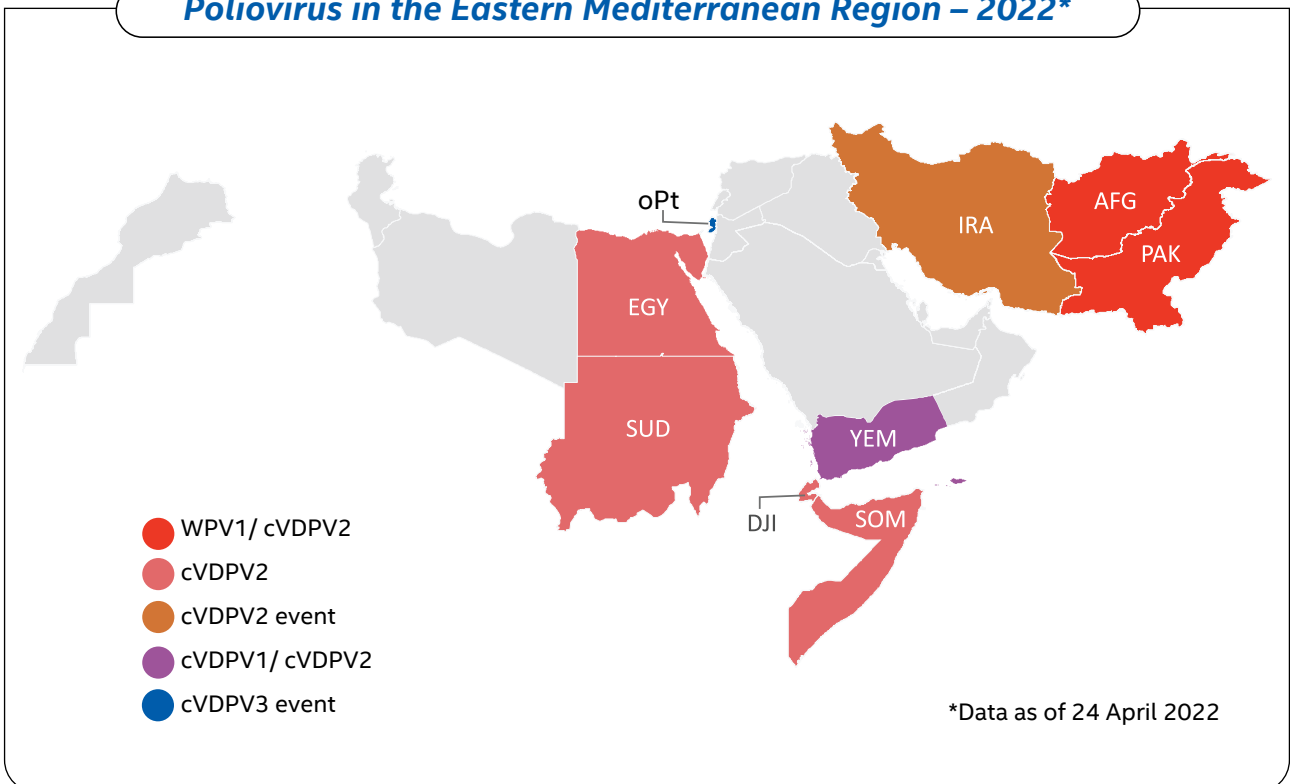 Poliovirus in the Eastern Mediterranean Region – 2022*
oPt
AFG
IRA
PAK
EGY
SUD
YEM
DJI
SOM
WPV1/ cVDPV2
cVDPV2
cVDPV2 event
cVDPV1/ cVDPV2
cVDPV3 event
*Data as of 24 April 2022